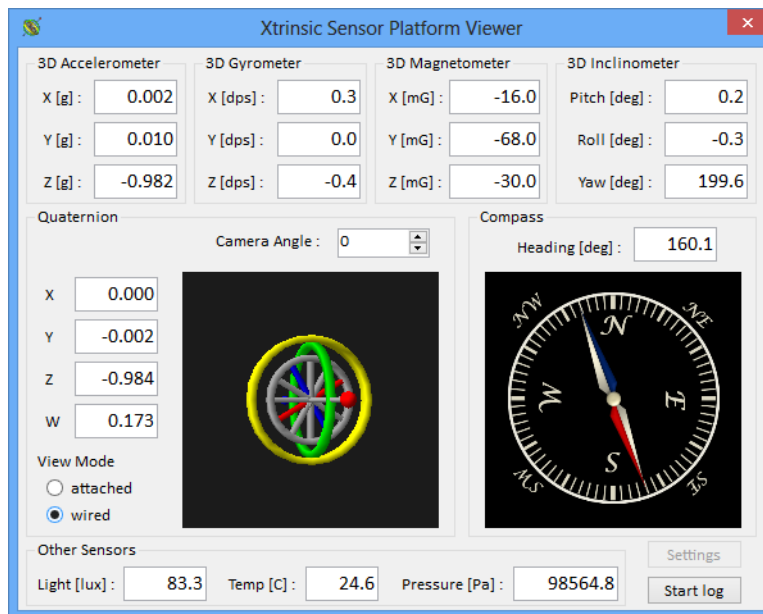 Xtrinsic Sensor Platform Viewer
3D Accelerometer
X [g] : 0.002
Y [g] : 0.010
Z [g] : -0.982
3D Gyrometer
X [dps] : 0.3
Y [dps] : 0.0
Z [dps] : -0.4
3D Magnetometer
X [mG] : -16.0
Y [mG] : -68.0
Z [mG] : -30.0
3D Inclinometer
Pitch [deg] : 0.2
Roll [deg] : -0.3
Yaw [deg] : 199.6
Quaternion
Camera Angle : 0
X 0.000
Y -0.002
Z -0.984
W 0.173
View Mode
attached
wired
Compass
Heading [deg] : 160.1
NW N NE
W E
SW S SE
Other Sensors
Light [lux] : 83.3 Temp [C] : 24.6 Pressure [Pa] : 98564.8
Settings
Start log